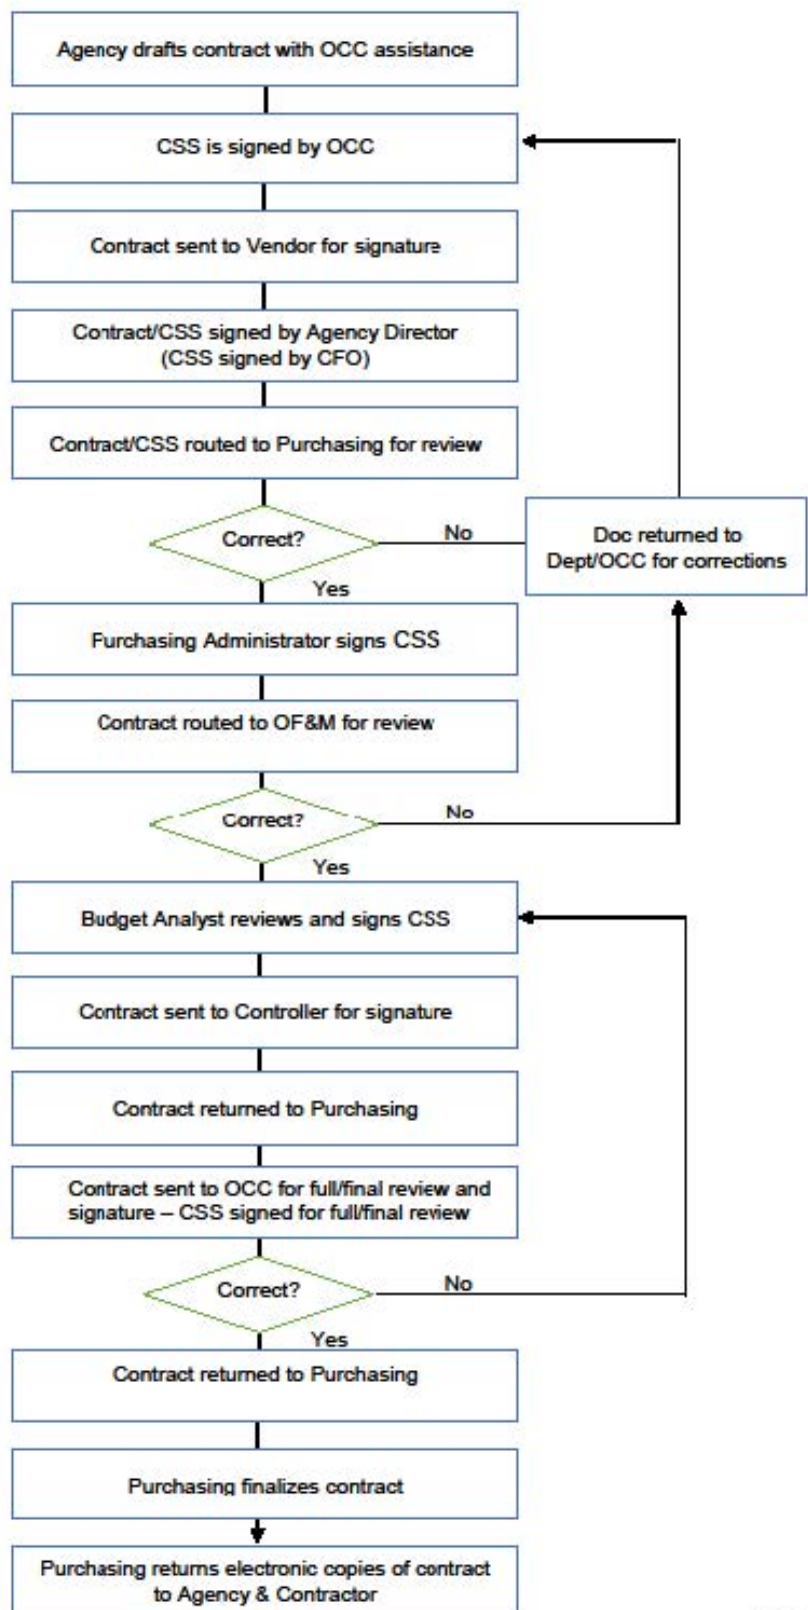 Agency drafts contract with OCC assistance
CSS is signed by OCC
Contract sent to Vendor for signature
Contract/CSS signed by Agency Director
(CSS signed by CFO)
Contract/CSS routed to Purchasing for review
Correct?
No
Doc returned to
Dept/OCC for corrections
Yes
Purchasing Administrator signs CSS
Contract routed to OF&M for review
Correct?
No
Yes
Budget Analyst reviews and signs CSS
Contract sent to Controller for signature
Contract returned to Purchasing
Contract sent to OCC for full/final review and
signature – CSS signed for full/final review
Correct?
No
Yes
Contract returned to Purchasing
Purchasing finalizes contract
Purchasing returns electronic copies of contract
to Agency & Contractor